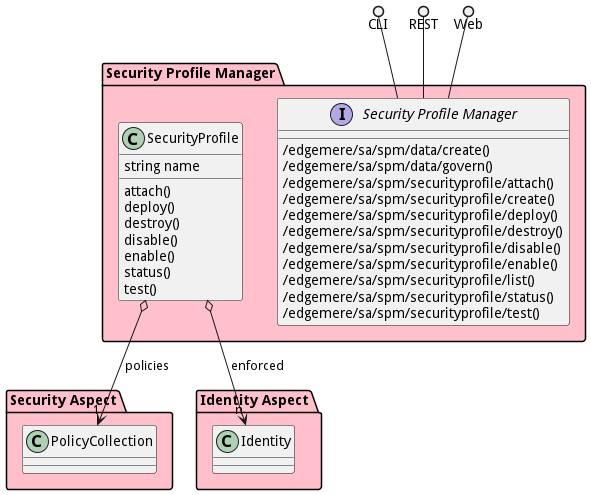 CLI REST Web
Security Profile Manager
C SecurityProfile
string name
attach()
deploy()
destroy()
disable()
enable()
status()
test()
I Security Profile Manager
/edgemere/sa/spm/data/create()
/edgemere/sa/spm/data/govern()
/edgemere/sa/spm/securityprofile/attach()
/edgemere/sa/spm/securityprofile/create()
/edgemere/sa/spm/securityprofile/deploy()
/edgemere/sa/spm/securityprofile/destroy()
/edgemere/sa/spm/securityprofile/disable()
/edgemere/sa/spm/securityprofile/enable()
/edgemere/sa/spm/securityprofile/list()
/edgemere/sa/spm/securityprofile/status()
/edgemere/sa/spm/securityprofile/test()
policies
enforced
Security Aspect
1
C PolicyCollection
Identity Aspect
n
C Identity